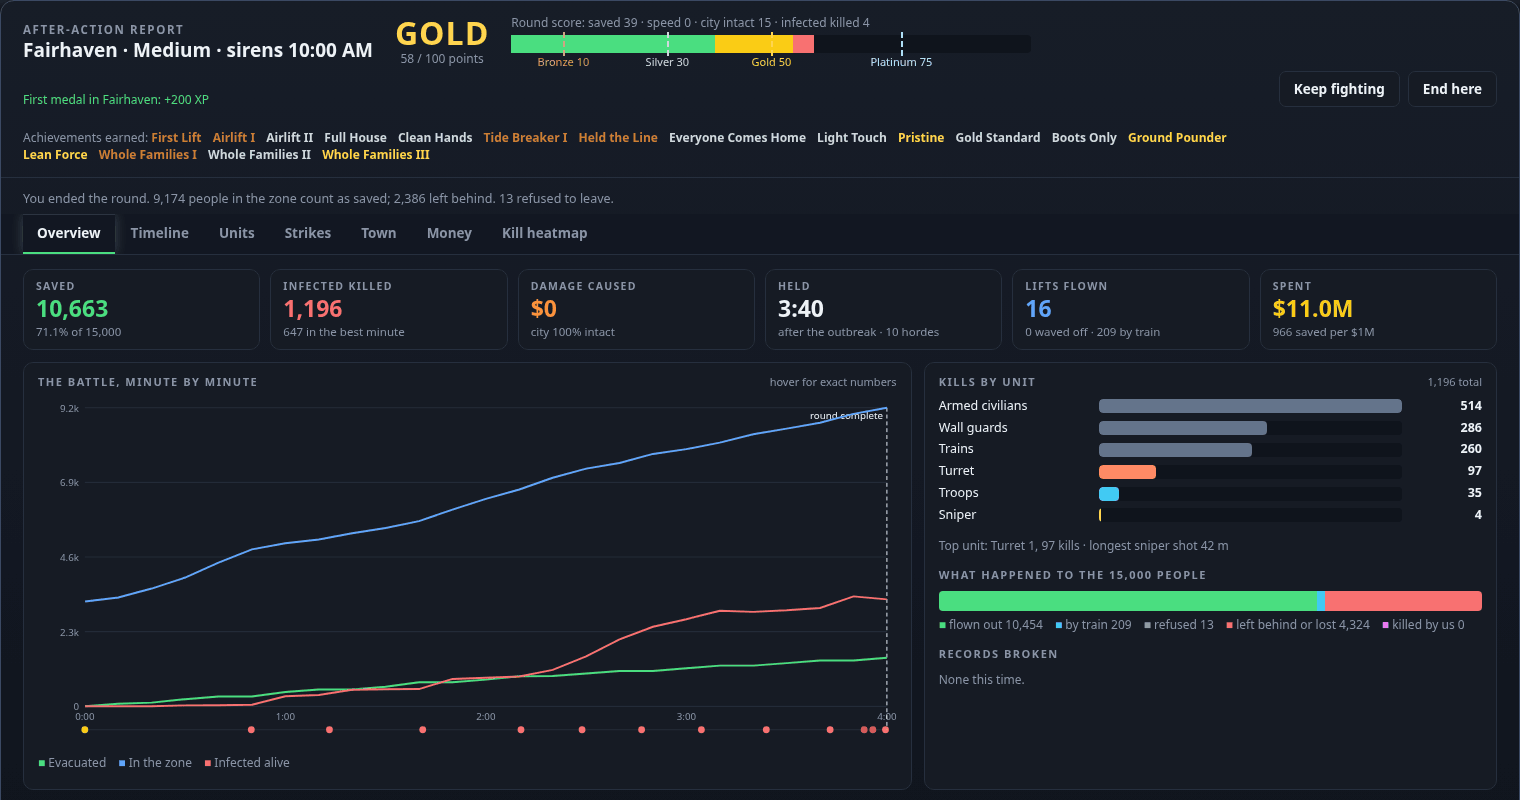 AFTER-ACTION REPORT
Fairhaven · Medium · sirens 10:00 AM
GOLD
58 / 100 points
Round score: saved 39 · speed 0 · city intact 15 · infected killed 4
Bronze 10
Silver 30
Gold 50
Platinum 75
First medal in Fairhaven: +200 XP
Keep fighting
End here
Achievements earned: First Lift Airlift I Airlift II Full House Clean Hands Tide Breaker I Held the Line Everyone Comes Home Light Touch Pristine Gold Standard Boots Only Ground Pounder
Lean Force Whole Families I Whole Families II Whole Families III
You ended the round. 9,174 people in the zone count as saved; 2,386 left behind. 13 refused to leave.
Overview Timeline Units Strikes Town Money Kill heatmap
SAVED
10,663
71.1% of 15,000
INFECTED KILLED
1,196
647 in the best minute
DAMAGE CAUSED
$0
city 100% intact
HELD
3:40
after the outbreak · 10 hordes
LIFTS FLOWN
16
0 waved off · 209 by train
SPENT
$11.0M
966 saved per $1M
THE BATTLE, MINUTE BY MINUTE
hover for exact numbers
9.2k
round complete
6.9k
4.6k
2.3k
0
0:00 1:00 2:00 3:00 4:00
Evacuated In the zone Infected alive
KILLS BY UNIT
1,196 total
Armed civilians 514
Wall guards 286
Trains 260
Turret 97
Troops 35
Sniper 4
Top unit: Turret 1, 97 kills · longest sniper shot 42 m
WHAT HAPPENED TO THE 15,000 PEOPLE
flown out 10,454 by train 209 refused 13 left behind or lost 4,324 killed by us 0
RECORDS BROKEN
None this time.